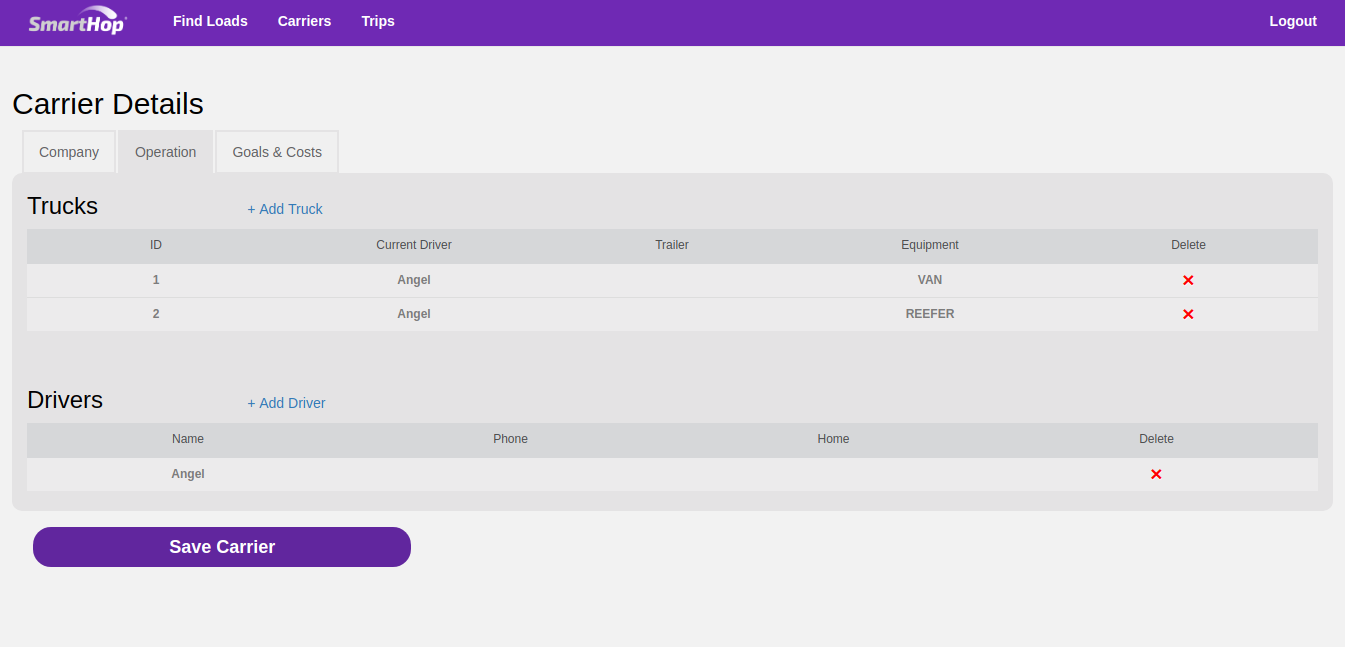 SmartHop Find Loads Carriers Trips Logout
Carrier Details
Company Operation Goals & Costs
Trucks + Add Truck
ID Current Driver Trailer Equipment Delete
1 Angel VAN ✕
2 Angel REEFER ✕
Drivers + Add Driver
Name Phone Home Delete
Angel ✕
Save Carrier